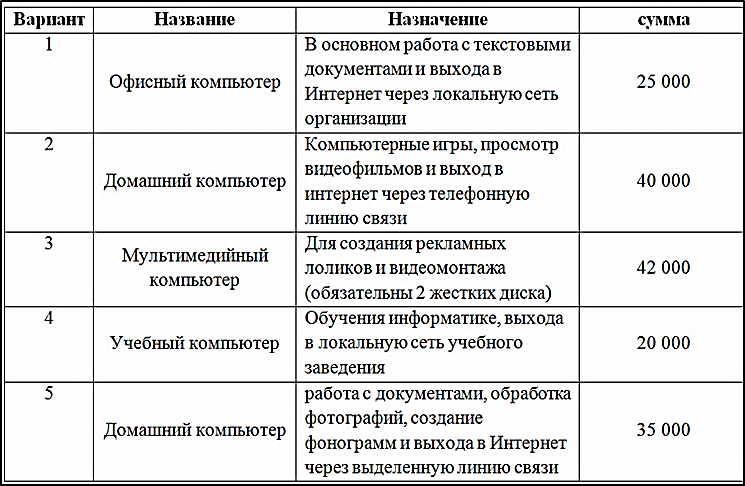 Вариант Название Назначение сумма
1 Офисный компьютер В основном работа с текстовыми документами и выхода в Интернет через локальную сеть организации 25 000
2 Домашний компьютер Компьютерные игры, просмотр видеофильмов и выход в интернет через телефонную линию связи 40 000
3 Мультимедийный компьютер Для создания рекламных лоликов и видеомонтажа (обязательны 2 жестких диска) 42 000
4 Учебный компьютер Обучения информатике, выхода в локальную сеть учебного заведения 20 000
5 Домашний компьютер работа с документами, обработка фотографий, создание фонограмм и выхода в Интернет через выделенную линию связи 35 000